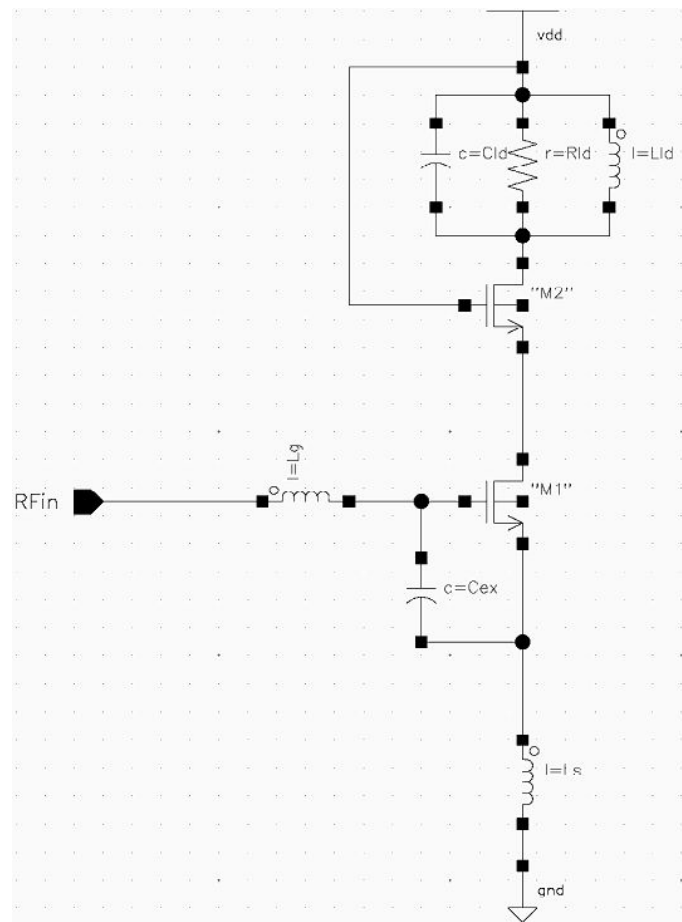 vdd
c=Cld
r=Rld
l=Lld
"M2"
l=Lg
RFin
"M1"
c=Cex
l=Ls
gnd